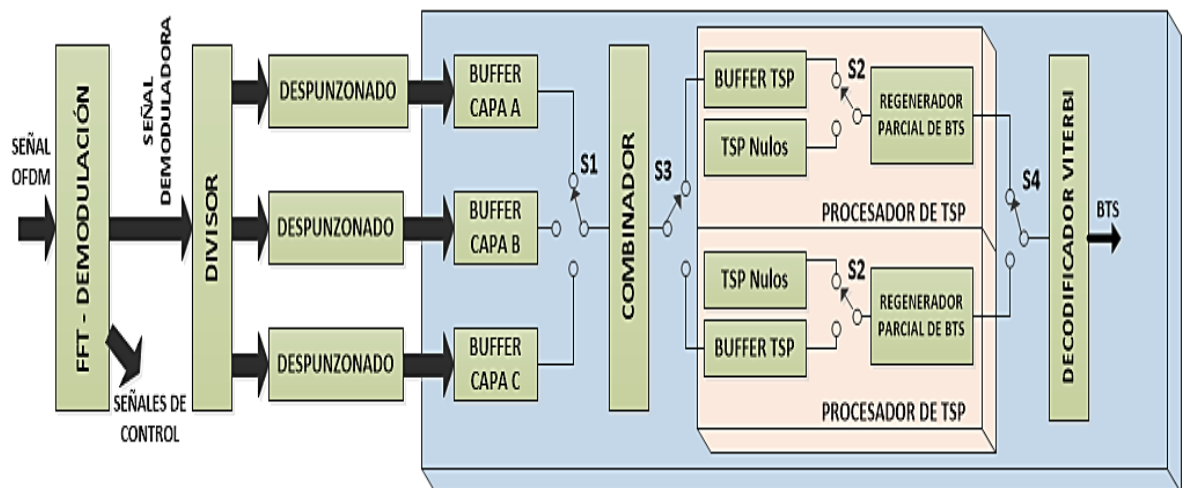 SEÑAL
OFDM
FFT - DEMODULACIÓN
SEÑALES DE
CONTROL
SEÑAL
DEMODULADORA
DIVISOR
DESPUNZONADO
DESPUNZONADO
DESPUNZONADO
BUFFER
CAPA A
BUFFER
CAPA B
BUFFER
CAPA C
S1
COMBINADOR
S3
BUFFER TSP
TSP Nulos
S2
REGENERADOR
PARCIAL DE BTS
PROCESADOR DE TSP
TSP Nulos
BUFFER TSP
S2
REGENERADOR
PARCIAL DE BTS
PROCESADOR DE TSP
S4
DECODIFICADOR VITERBI
BTS